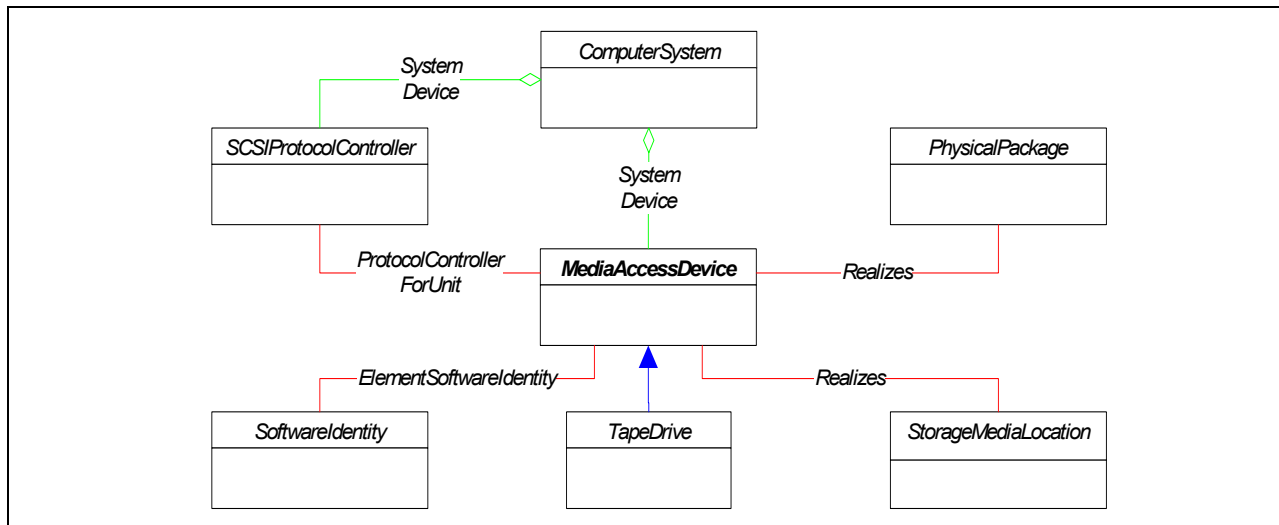 ComputerSystem
System
Device
SCSIProtocolController
PhysicalPackage
System
Device
ProtocolController
ForUnit
MediaAccessDevice
Realizes
ElementSoftwareIdentity
Realizes
SoftwareIdentity
TapeDrive
StorageMediaLocation